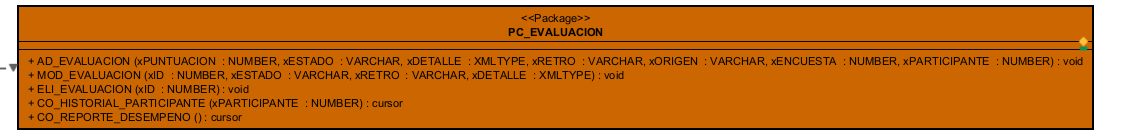 <<Package>>
PC_EVALUACION
+ AD_EVALUACION (xPUNTUACION : NUMBER, xESTADO : VARCHAR, xDETALLE : XMLTYPE, xRETRO : VARCHAR, xORIGEN : VARCHAR, xENCUESTA : NUMBER, xPARTICIPANTE : NUMBER) : void
+ MOD_EVALUACION (xID : NUMBER, xESTADO : VARCHAR, xRETRO : VARCHAR, xDETALLE : XMLTYPE) : void
+ ELI_EVALUACION (xID : NUMBER) : void
+ CO_HISTORIAL_PARTICIPANTE (xPARTICIPANTE : NUMBER) : cursor
+ CO_REPORTE_DESEMPENO () : cursor